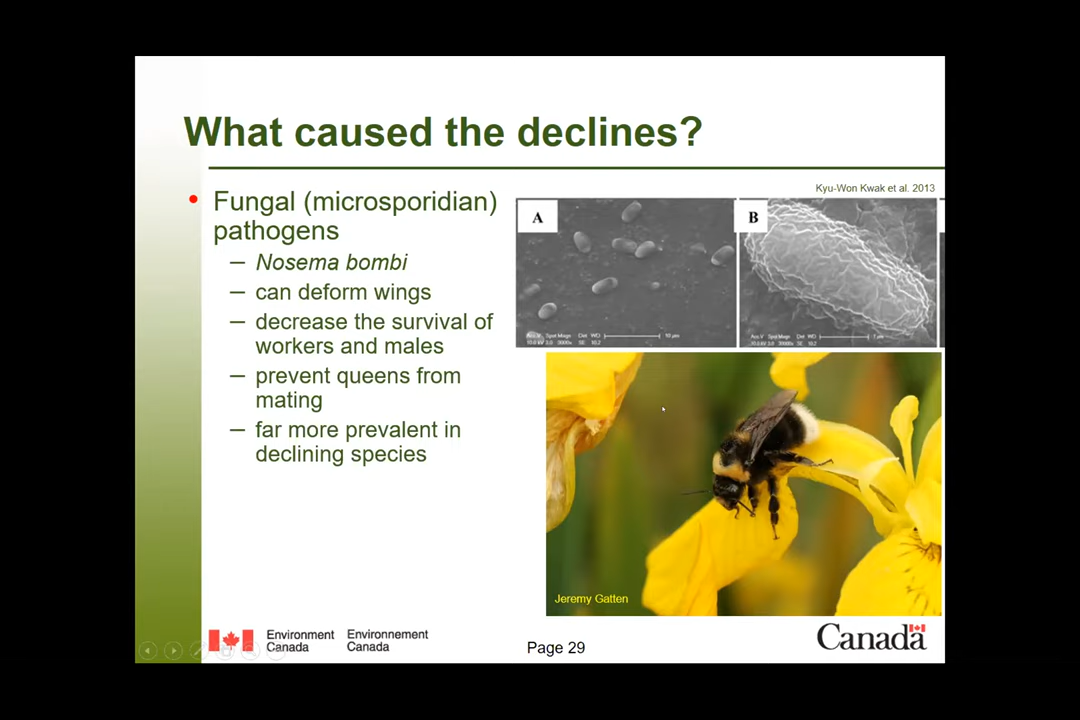 What caused the declines?
Kyu-Won Kwak et al. 2013
• Fungal (microsporidian)
pathogens
– Nosema bombi
– can deform wings
– decrease the survival of
workers and males
– prevent queens from
mating
– far more prevalent in
declining species
A
B
Jeremy Gatten
Environment
Canada
Environnement
Canada
Page 29
Canada